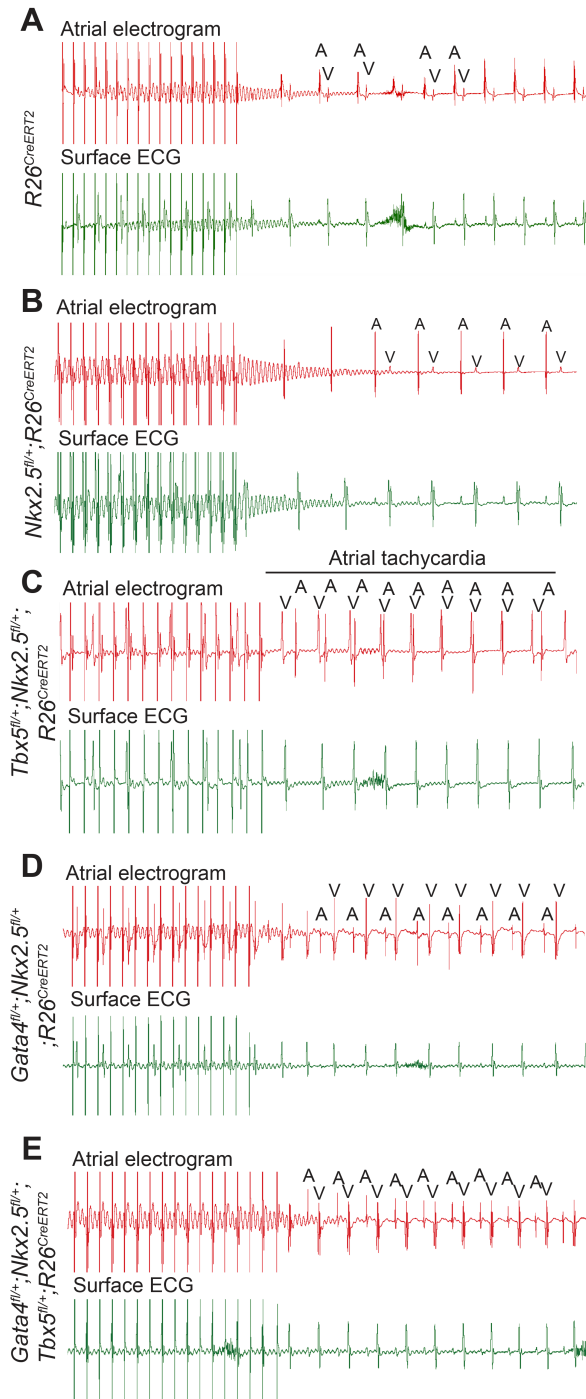 A
Atrial electrogram
A A A A
V V V V
R26CreERT2
Surface ECG
B
Atrial electrogram
A A A A A
V V V V V
Nkx2.5fl/+;R26CreERT2
Surface ECG
Atrial tachycardia
C
Atrial electrogram
A A A A A A A A A
V V V V V V V V V
Tbx5fl/+;Nkx2.5fl/+;
R26CreERT2
Surface ECG
D
Atrial electrogram
V V V V V V V V
A A A A A A A A
Gata4fl/+;Nkx2.5fl/+
;R26CreERT2
Surface ECG
E
Atrial electrogram
A A A A A A A A A
V V V V V V V V V
Gata4fl/+;Nkx2.5fl/+;
Tbx5fl/+;R26CreERT2
Surface ECG